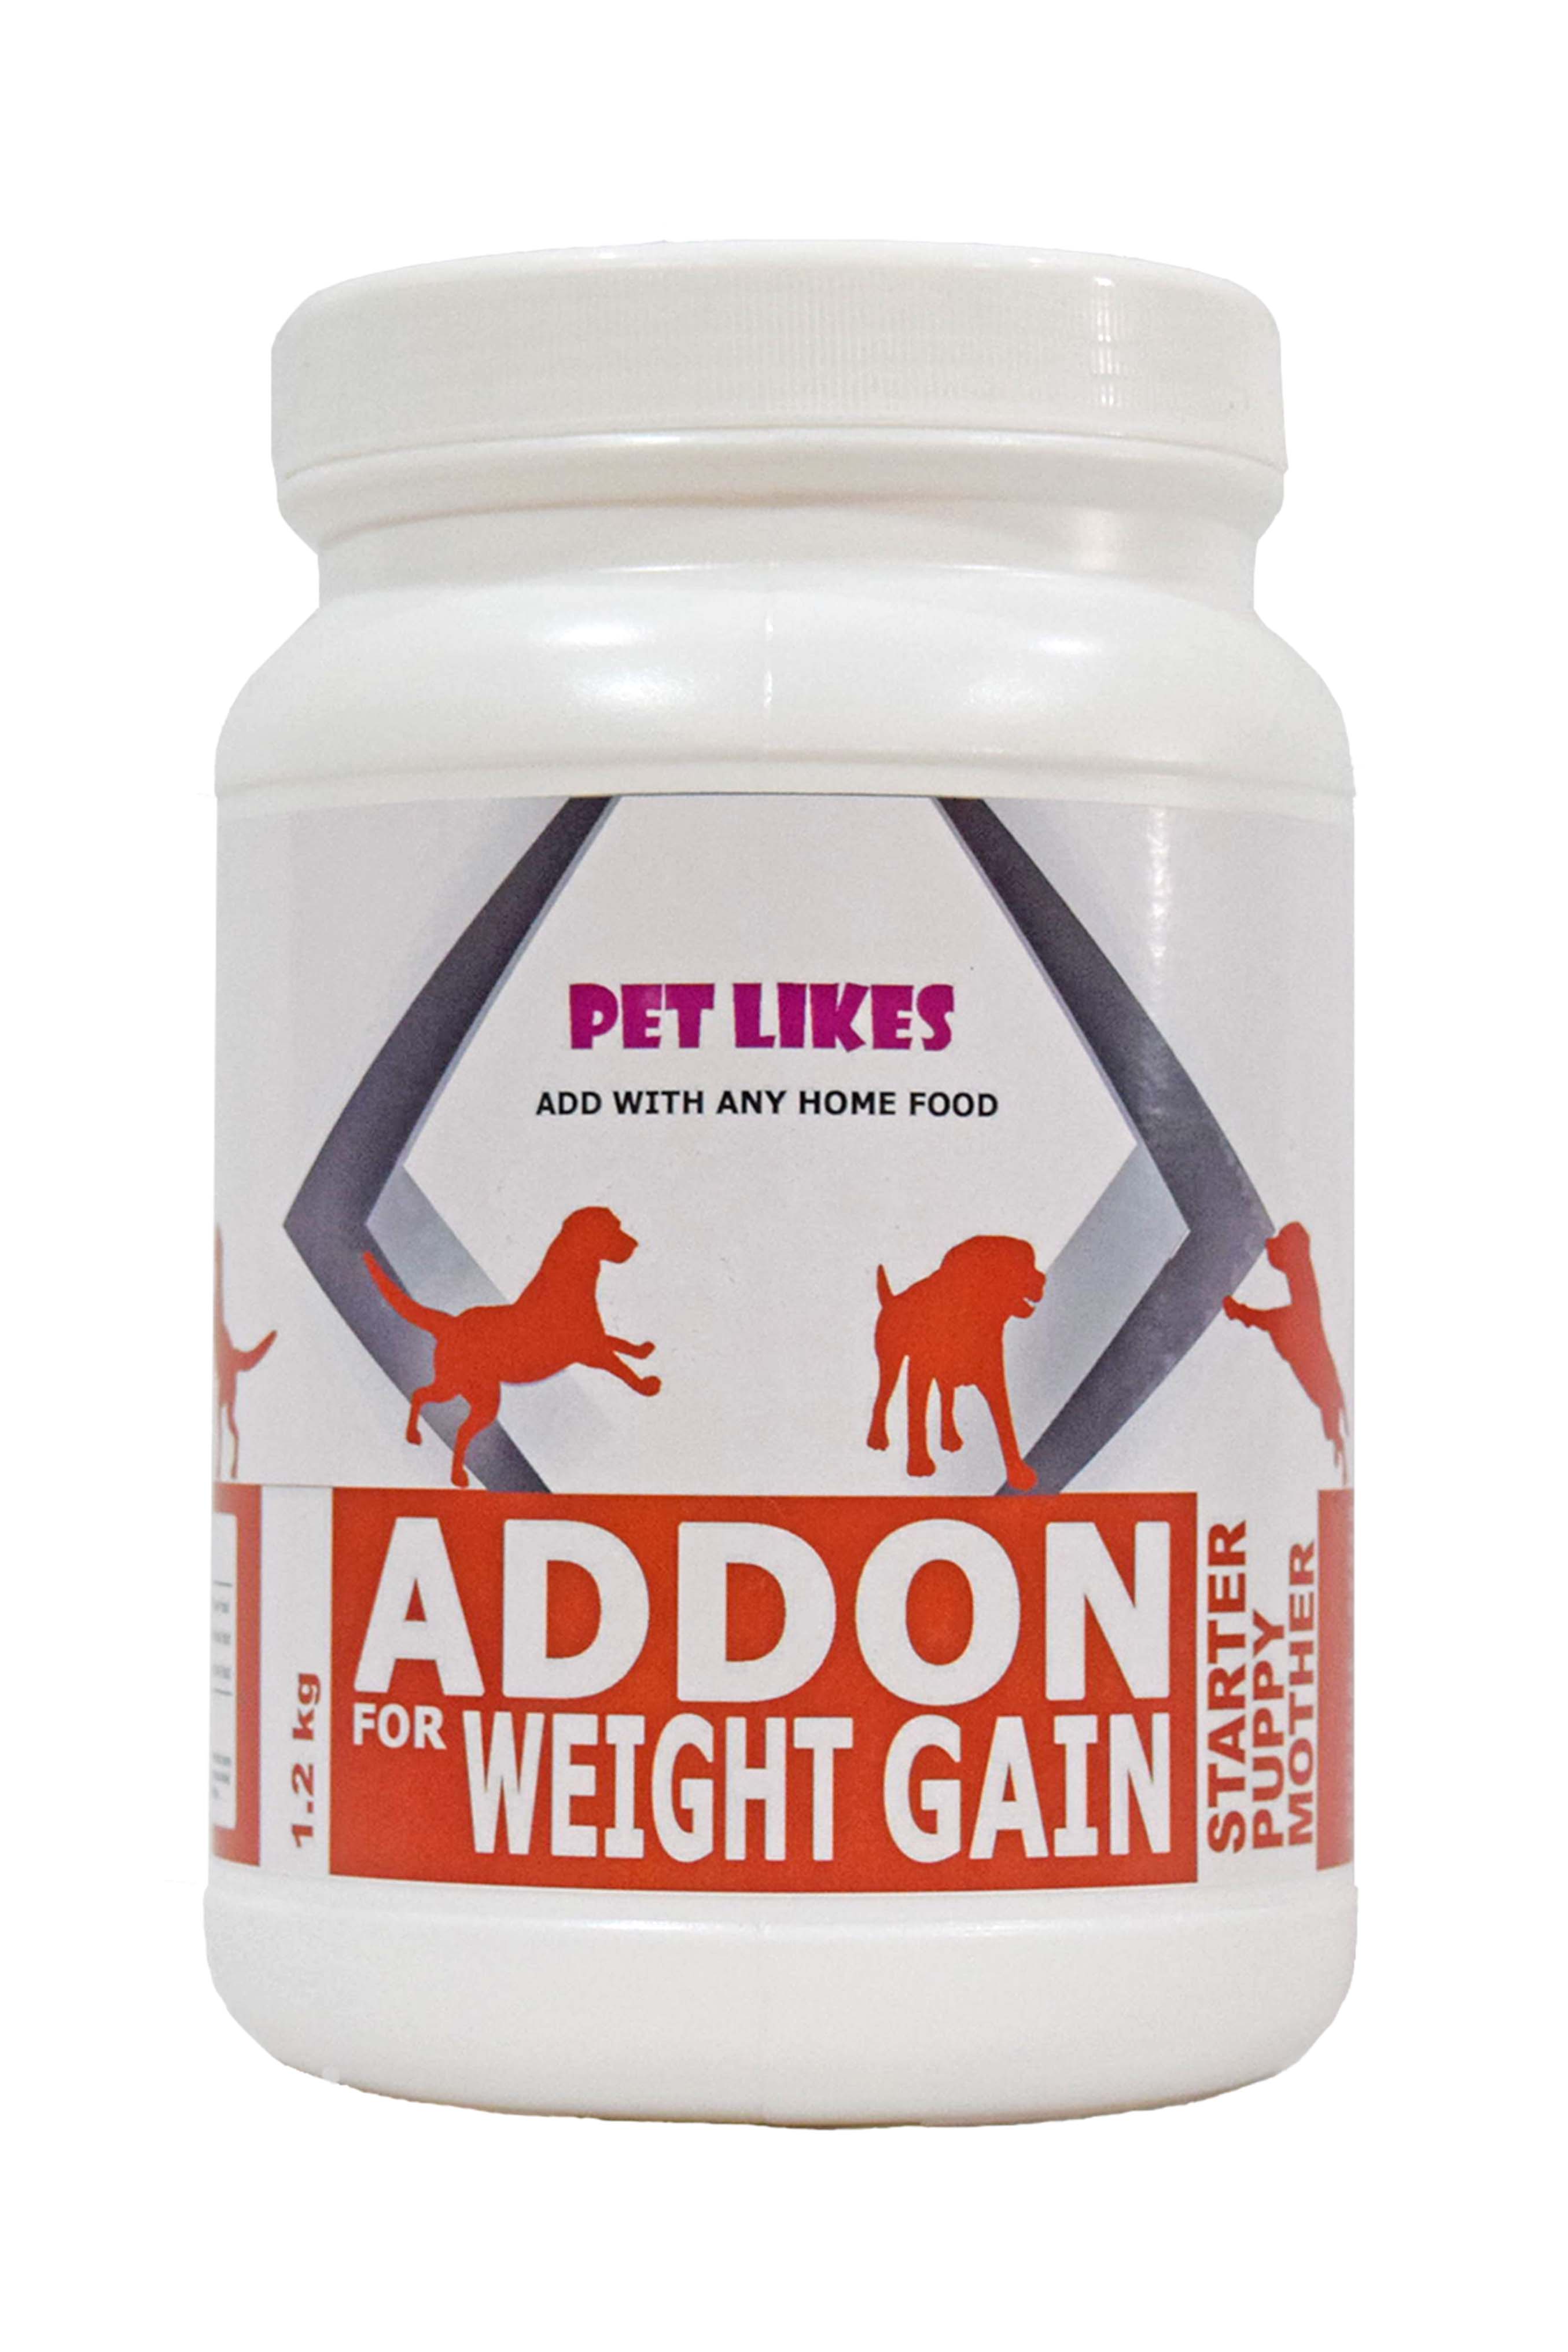 PET LIKES
ADD WITH ANY HOME FOOD
ADDON
FOR WEIGHT GAIN
1.2 kg
STARTER
PUPPY
MOTHER